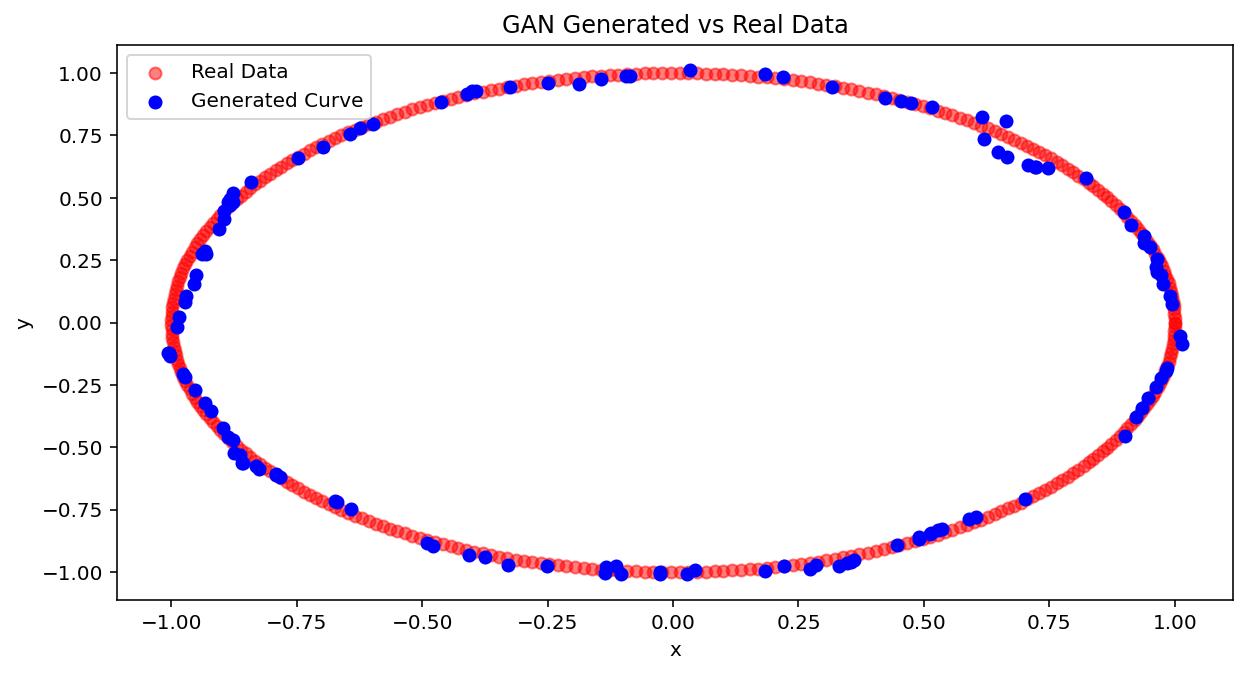 GAN Generated vs Real Data
Real Data
Generated Curve
1.00
0.75
0.50
0.25
0.00
−0.25
−0.50
−0.75
−1.00
y
−1.00 −0.75 −0.50 −0.25 0.00 0.25 0.50 0.75 1.00
x